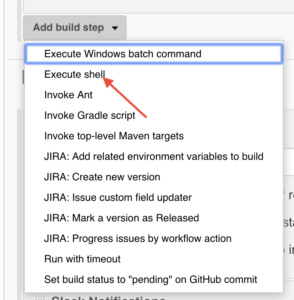 Add build step
Execute Windows batch command
Execute shell
Invoke Ant
Invoke Gradle script
Invoke top-level Maven targets
JIRA: Add related environment variables to build
JIRA: Create new version
JIRA: Issue custom field updater
JIRA: Mark a version as Released
JIRA: Progress issues by workflow action
Run with timeout
Set build status to "pending" on GitHub commit